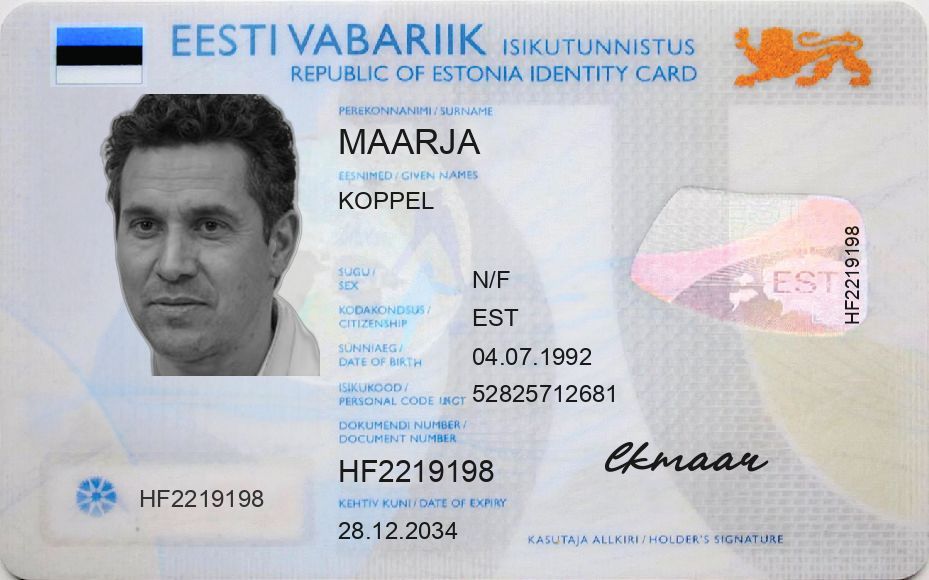 EESTI VABARIIK ISIKUTUNNISTUS
REPUBLIC OF ESTONIA IDENTITY CARD
PEREKONNANIMI / SURNAME
MAARJA
EESNIMED / GIVEN NAMES
KOPPEL
SUGU /
SEX
N/F
KODAKONDSUS /
CITIZENSHIP
EST
SÜNNIAEG /
DATE OF BIRTH
04.07.1992
ISIKUKOOD /
PERSONAL CODE
52825712681
DOKUMENDI NUMBER /
DOCUMENT NUMBER
HF2219198
KEHTIV KUNI / DATE OF EXPIRY
28.12.2034
HF2219198
EST
HF2219198
ekmaar
KASUTAJA ALLKIRI / HOLDER'S SIGNATURE